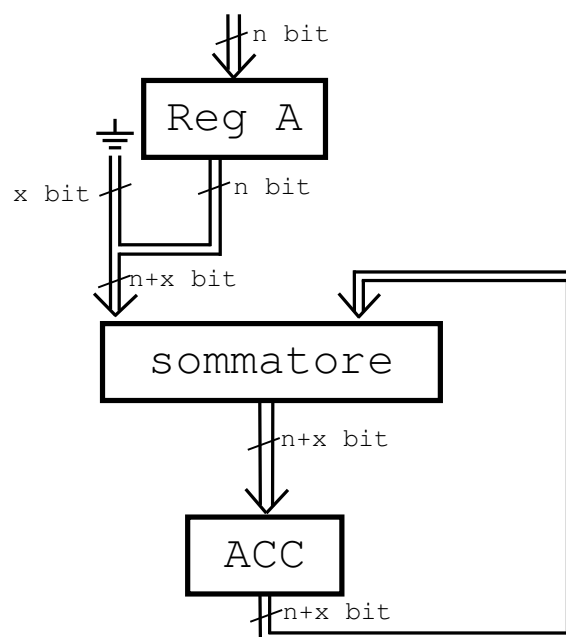 n bit
Reg A
x bit
n bit
n+x bit
sommatore
n+x bit
ACC
n+x bit